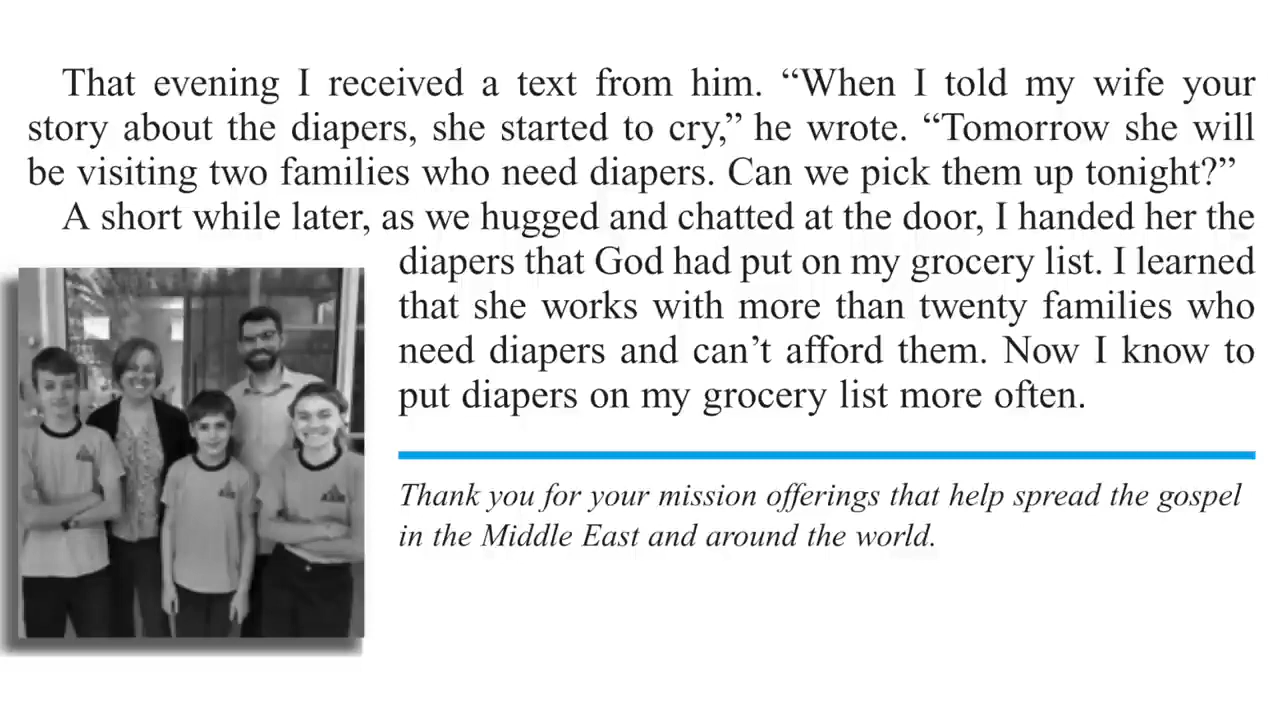 That evening I received a text from him. “When I told my wife your
story about the diapers, she started to cry,” he wrote. “Tomorrow she will
be visiting two families who need diapers. Can we pick them up tonight?”
A short while later, as we hugged and chatted at the door, I handed her the
diapers that God had put on my grocery list. I learned
that she works with more than twenty families who
need diapers and can’t afford them. Now I know to
put diapers on my grocery list more often.
Thank you for your mission offerings that help spread the gospel
in the Middle East and around the world.